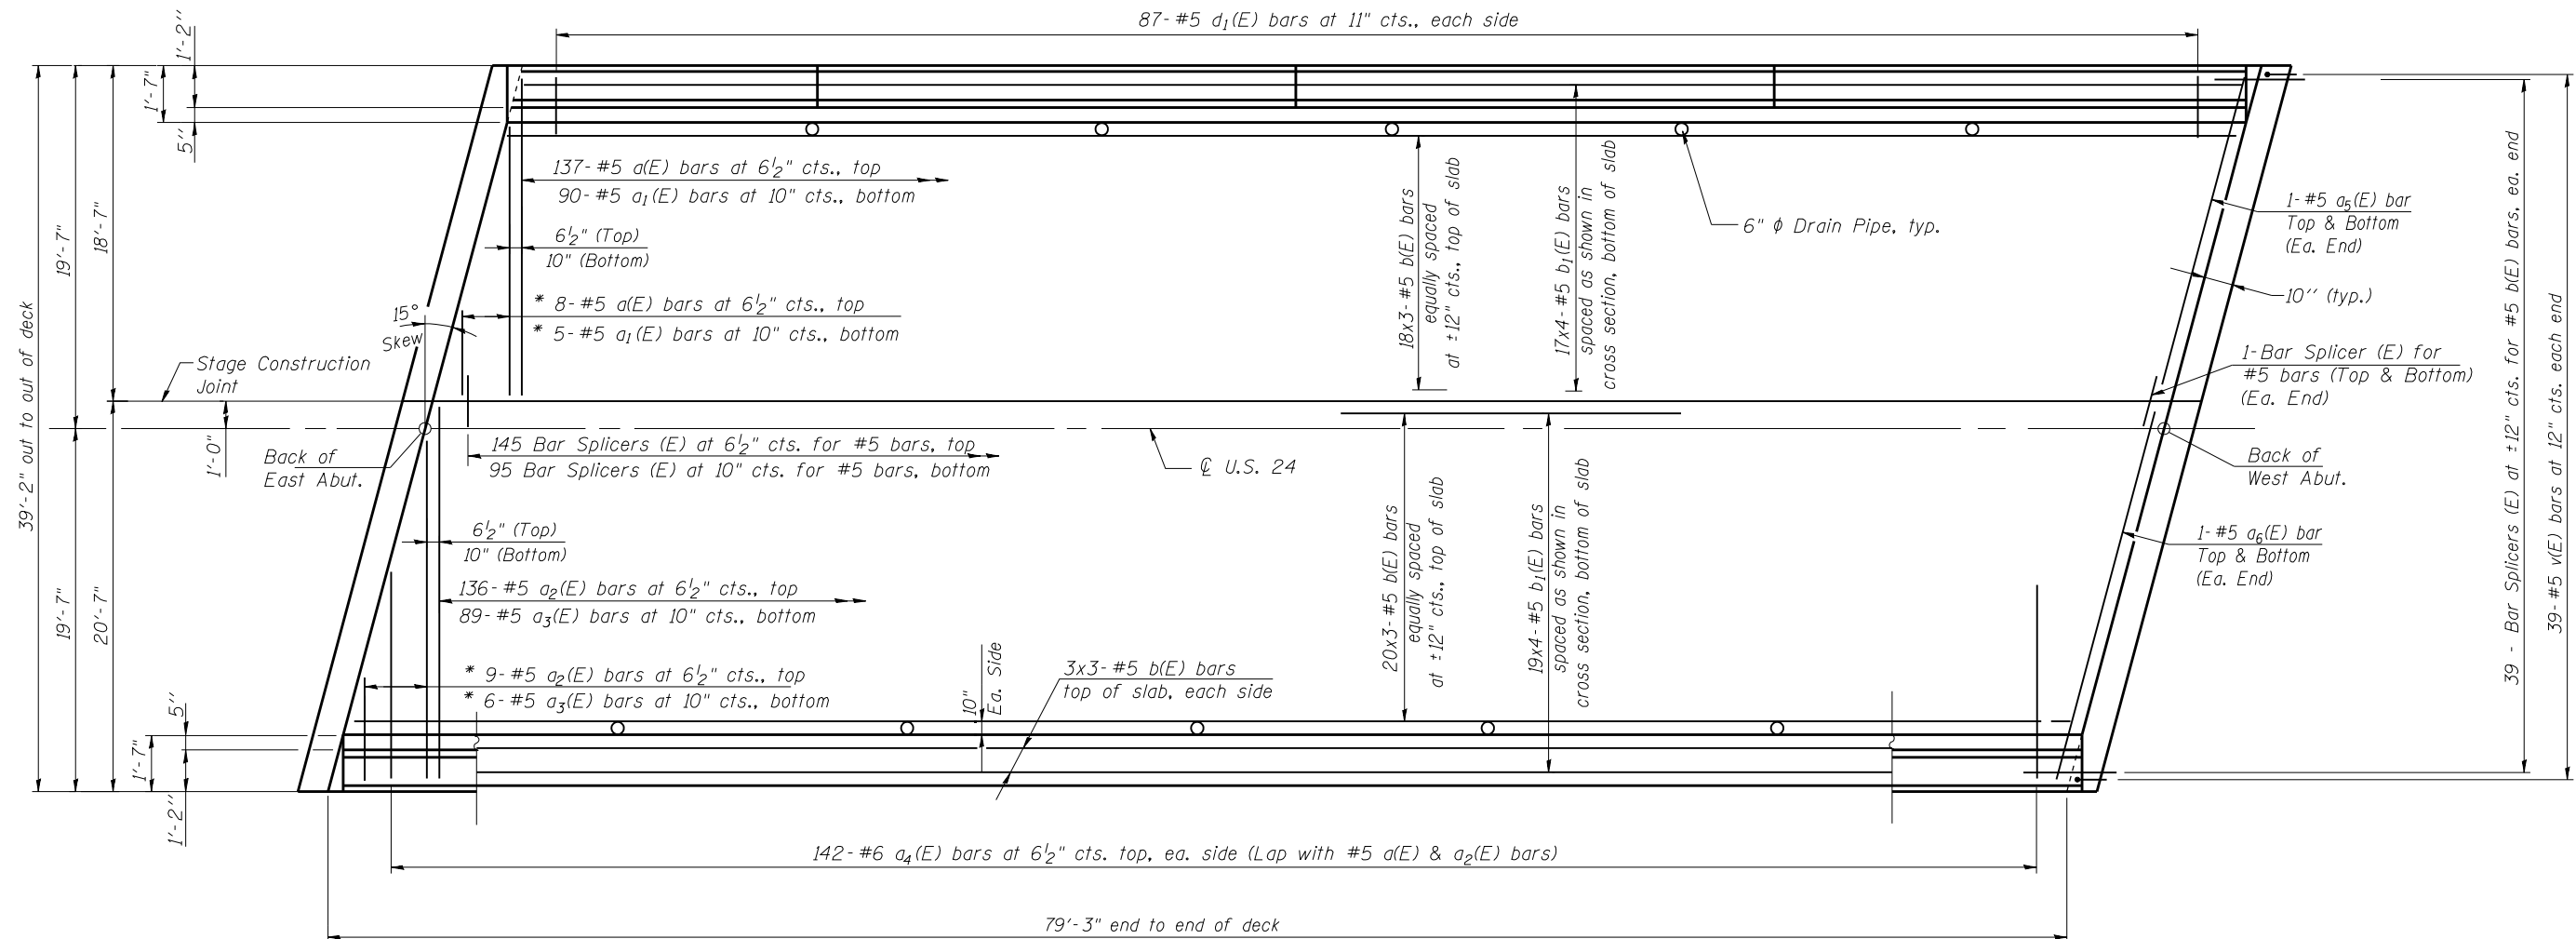 87-#5 d₁(E) bars at 11" cts., each side
1'-2"
1'-7"
5"
39'-2" out to out of deck
19'-7"
18'-7"
19'-7"
20'-7"
1'-0"
137-#5 a(E) bars at 6½" cts., top
90-#5 a₁(E) bars at 10" cts., bottom
6½" (Top)
10" (Bottom)
* 8-#5 a(E) bars at 6½" cts., top
* 5-#5 a₁(E) bars at 10" cts., bottom
15°
Skew
Stage Construction
Joint
Back of
East Abut.
145 Bar Splicers (E) at 6½" cts. for #5 bars, top
95 Bar Splicers (E) at 10" cts. for #5 bars, bottom
℄ U.S. 24
6½" (Top)
10" (Bottom)
136-#5 a₂(E) bars at 6½" cts., top
89-#5 a₃(E) bars at 10" cts., bottom
* 9-#5 a₂(E) bars at 6½" cts., top
* 6-#5 a₃(E) bars at 10" cts., bottom
5"
1'-7"
1'-2"
10"
Ea. Side
3x3-#5 b(E) bars
top of slab, each side
18x3-#5 b(E) bars
equally spaced
at ±12" cts., top of slab
17x4-#5 b₁(E) bars
spaced as shown in
cross section, bottom of slab
20x3-#5 b(E) bars
equally spaced
at ±12" cts., top of slab
19x4-#5 b₁(E) bars
spaced as shown in
cross section, bottom of slab
6" ϕ Drain Pipe, typ.
1-#5 a₅(E) bar
Top & Bottom
(Ea. End)
10" (typ.)
1-Bar Splicer (E) for
#5 bars (Top & Bottom)
(Ea. End)
Back of
West Abut.
1-#5 a₆(E) bar
Top & Bottom
(Ea. End)
39 - Bar Splicers (E) at ±12" cts. for #5 b(E) bars, ea. end
39-#5 v(E) bars at 12" cts. each end
142-#6 a₄(E) bars at 6½" cts. top, ea. side (Lap with #5 a(E) & a₂(E) bars)
79'-3" end to end of deck